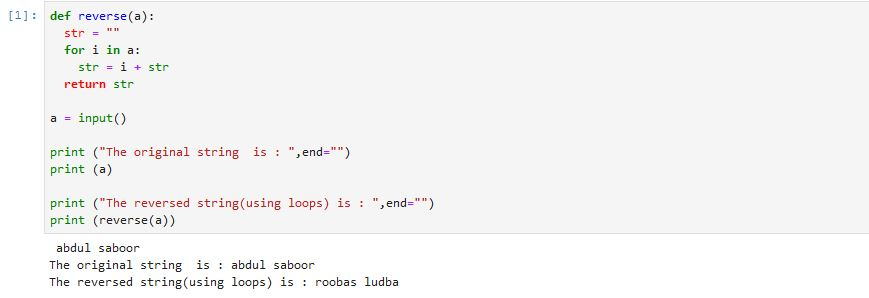 [1]: def reverse(a):
  str = ""
  for i in a:
    str = i + str
  return str

a = input()

print ("The original string  is : ",end="")
print (a)

print ("The reversed string(using loops) is : ",end="")
print (reverse(a))
 abdul saboor
The original string  is : abdul saboor
The reversed string(using loops) is : roobas ludba